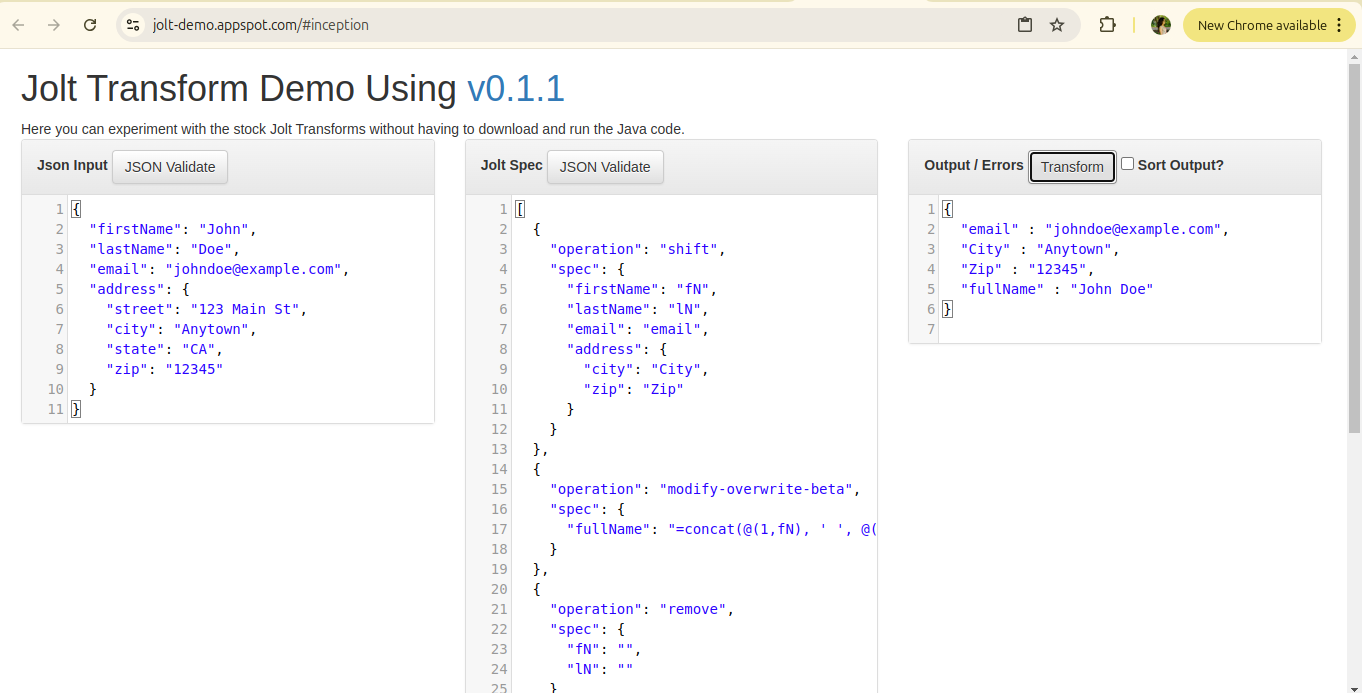 jolt-demo.appspot.com/#inception
New Chrome available
Jolt Transform Demo Using v0.1.1
Here you can experiment with the stock Jolt Transforms without having to download and run the Java code.
Json Input JSON Validate
1 {
2 "firstName": "John",
3 "lastName": "Doe",
4 "email": "johndoe@example.com",
5 "address": {
6 "street": "123 Main St",
7 "city": "Anytown",
8 "state": "CA",
9 "zip": "12345"
10 }
11 }
Jolt Spec JSON Validate
1 [
2 {
3 "operation": "shift",
4 "spec": {
5 "firstName": "fN",
6 "lastName": "lN",
7 "email": "email",
8 "address": {
9 "city": "City",
10 "zip": "Zip"
11 }
12 }
13 },
14 {
15 "operation": "modify-overwrite-beta",
16 "spec": {
17 "fullName": "=concat(@(1,fN), ' ', @(
18 }
19 },
20 {
21 "operation": "remove",
22 "spec": {
23 "fN": "",
24 "lN": ""
25 }
Output / Errors Transform Sort Output?
1 {
2 "email" : "johndoe@example.com",
3 "City" : "Anytown",
4 "Zip" : "12345",
5 "fullName" : "John Doe"
6 }
7